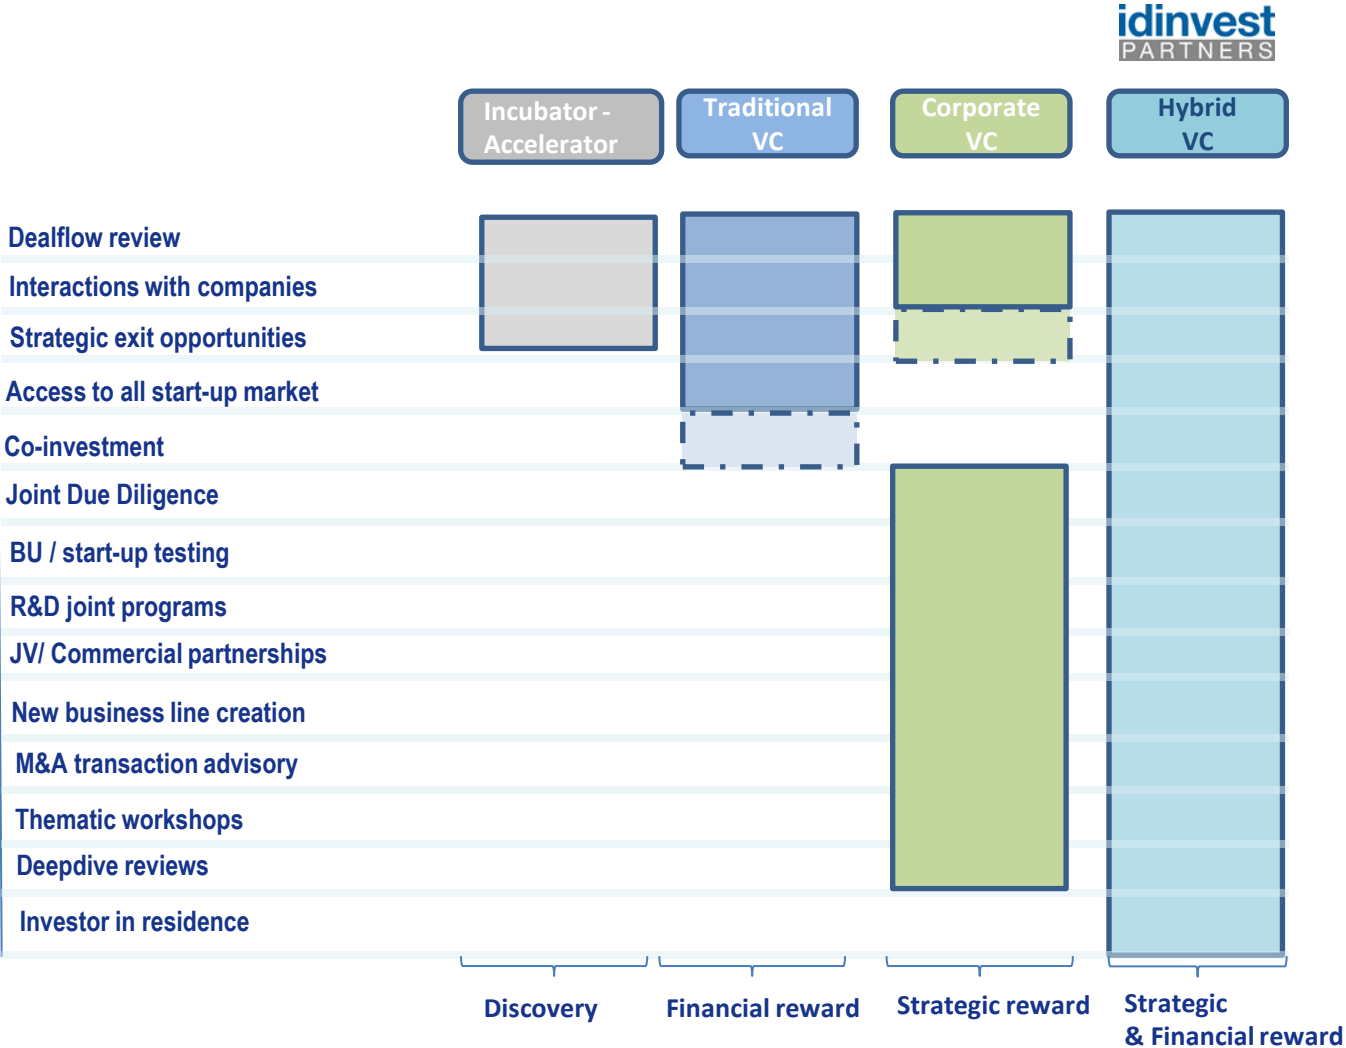 idinvest
PARTNERS
Incubator -
Accelerator
Traditional
VC
Corporate
VC
Hybrid
VC
Dealflow review
Interactions with companies
Strategic exit opportunities
Access to all start-up market
Co-investment
Joint Due Diligence
BU / start-up testing
R&D joint programs
JV/ Commercial partnerships
New business line creation
M&A transaction advisory
Thematic workshops
Deepdive reviews
Investor in residence
Discovery
Financial reward
Strategic reward
Strategic
& Financial reward